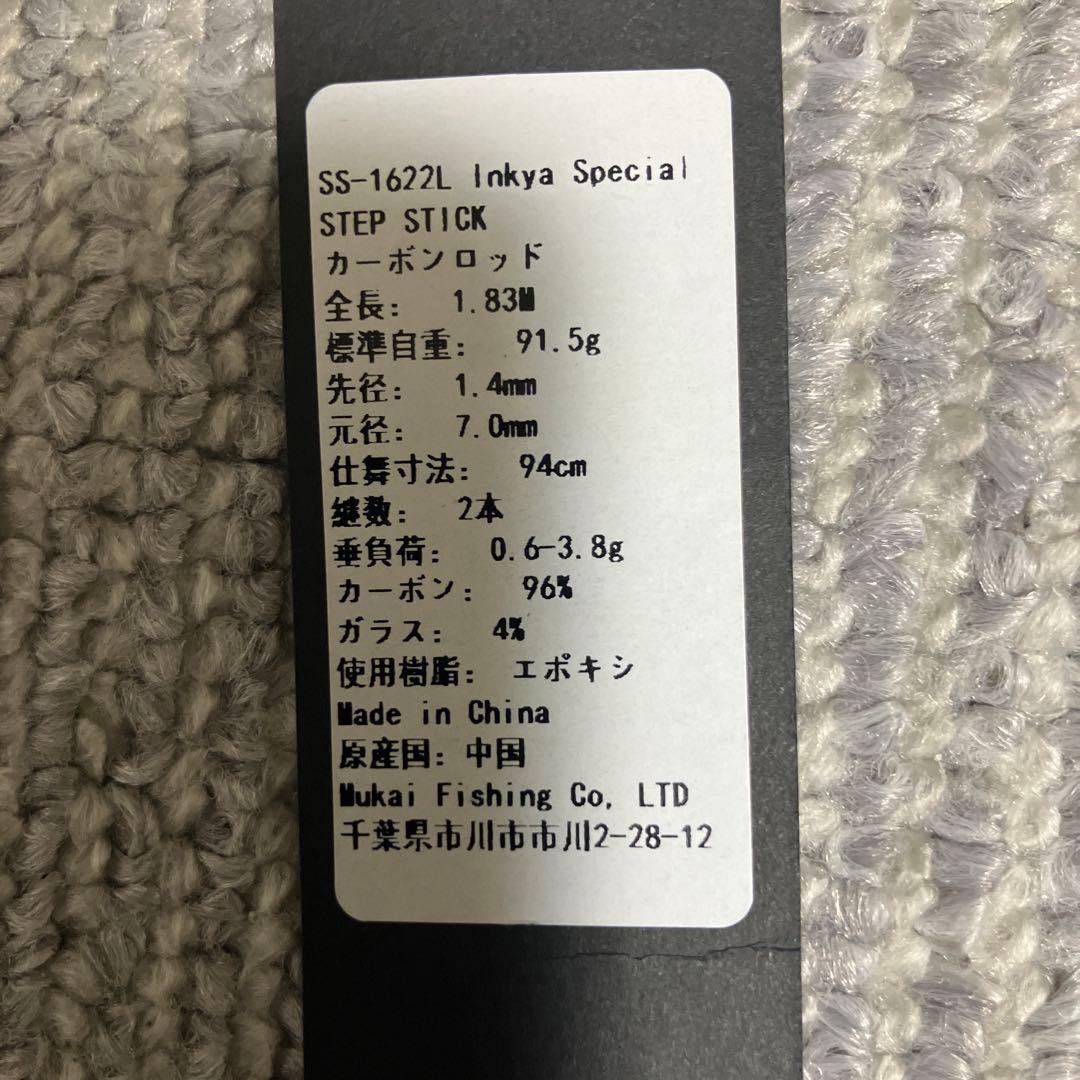 SS-1622L Inkya Special
STEP STICK
カーボンロッド
全長: 1.83M
標準自重: 91.5g
先径: 1.4mm
元径: 7.0mm
仕舞寸法: 94cm
継数: 2本
垂負荷: 0.6-3.8g
カーボン: 96%
ガラス: 4%
使用樹脂: エポキシ
Made in China
原産国: 中国
Mukai Fishing Co, LTD
千葉県市川市市川2-28-12